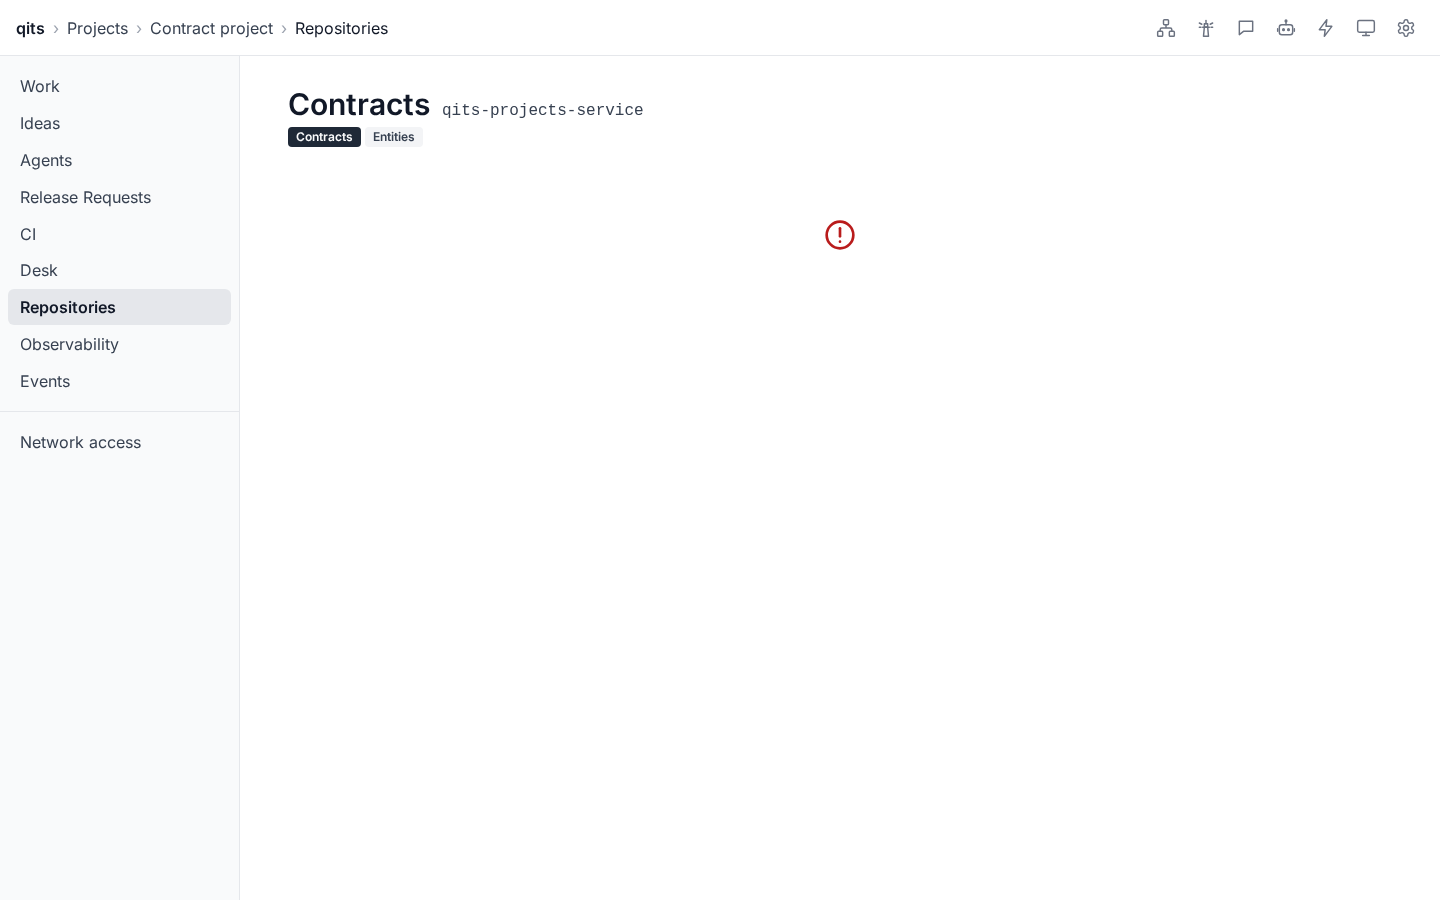 qits › Projects › Contract project › Repositories
Work
Ideas
Agents
Release Requests
CI
Desk
Repositories
Observability
Events
Network access
Contracts qits-projects-service
Contracts Entities